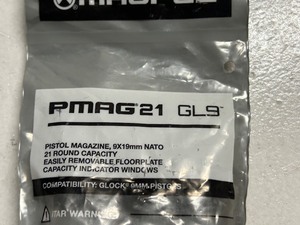 MAGPUL
PMAG® 21 GL9™
PISTOL MAGAZINE, 9X19mm NATO
21 ROUND CAPACITY
EASILY REMOVABLE FLOORPLATE
CAPACITY INDICATOR WINDOWS
COMPATIBILITY: GLOCK® 9MM PISTOLS